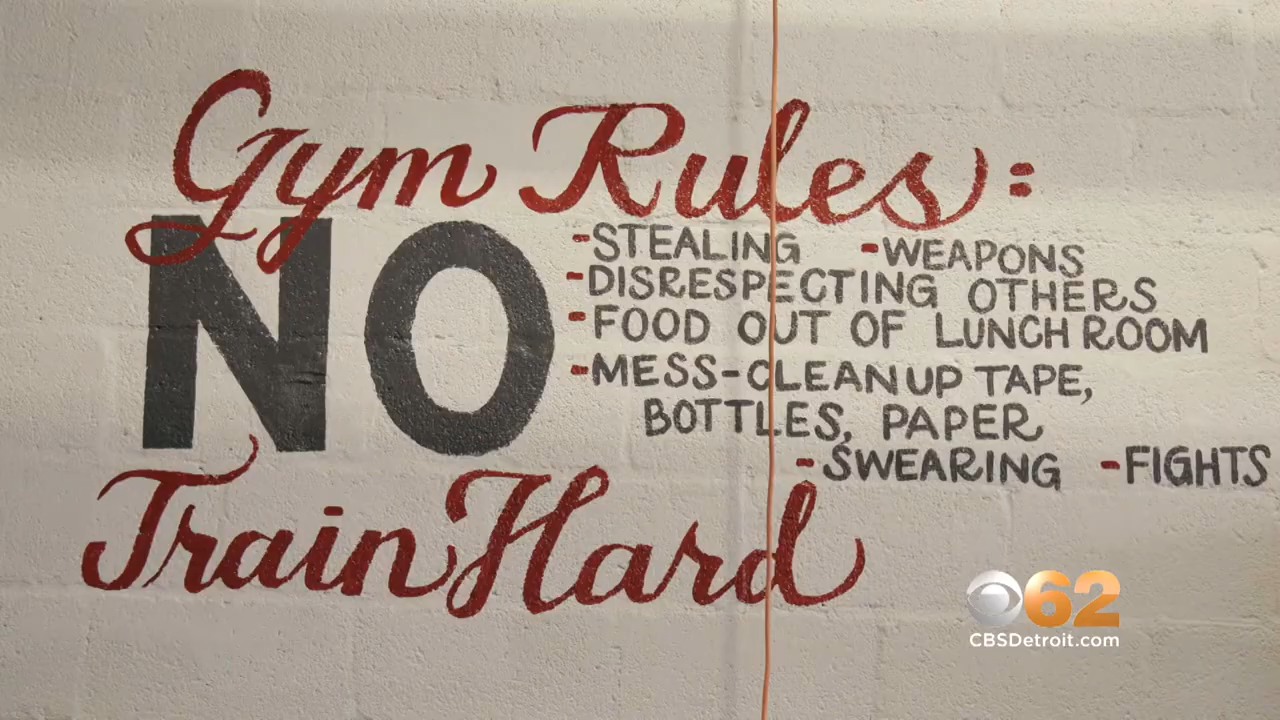 Gym Rules:
NO
-STEALING -WEAPONS
-DISRESPECTING OTHERS
-FOOD OUT OF LUNCH ROOM
-MESS-CLEAN UP TAPE,
BOTTLES, PAPER
-SWEARING -FIGHTS
Train Hard
62
CBSDetroit.com